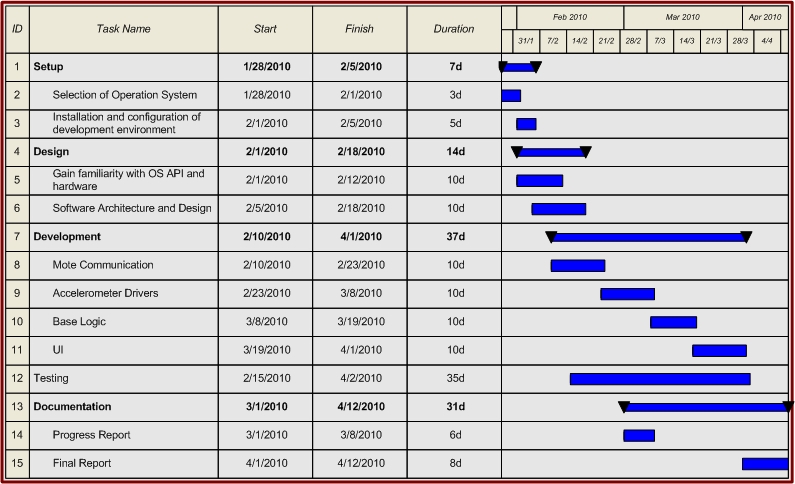 ID Task Name Start Finish Duration Feb 2010 Mar 2010 Apr 2010
31/1 7/2 14/2 21/2 28/2 7/3 14/3 21/3 28/3 4/4
1 Setup 1/28/2010 2/5/2010 7d
2 Selection of Operation System 1/28/2010 2/1/2010 3d
3 Installation and configuration of
development environment 2/1/2010 2/5/2010 5d
4 Design 2/1/2010 2/18/2010 14d
5 Gain familiarity with OS API and
hardware 2/1/2010 2/12/2010 10d
6 Software Architecture and Design 2/5/2010 2/18/2010 10d
7 Development 2/10/2010 4/1/2010 37d
8 Mote Communication 2/10/2010 2/23/2010 10d
9 Accelerometer Drivers 2/23/2010 3/8/2010 10d
10 Base Logic 3/8/2010 3/19/2010 10d
11 UI 3/19/2010 4/1/2010 10d
12 Testing 2/15/2010 4/2/2010 35d
13 Documentation 3/1/2010 4/12/2010 31d
14 Progress Report 3/1/2010 3/8/2010 6d
15 Final Report 4/1/2010 4/12/2010 8d